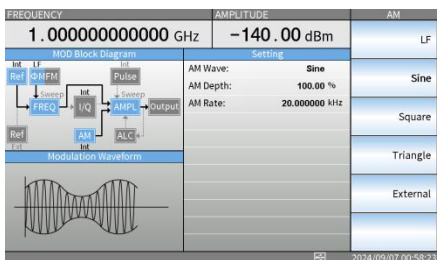 FREQUENCY AMPLITUDE AM
1.000000000000 GHz −140.00 dBm
MOD Block Diagram
Int LF Int
Ref ΦM FM Pulse
Sweep Int Sweep
FREQ I/Q AMPL Output
Ref AM ALC
Ext Int
Modulation Waveform
Setting
AM Wave: Sine
AM Depth: 100.00 %
AM Rate: 20.000000 kHz
LF
Sine
Square
Triangle
External
2024/09/07 00:58:23